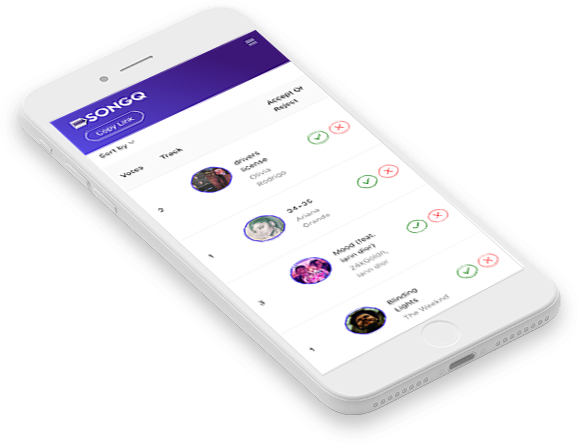 SONGQ
Copy Link
Sort by
Votes
Track
Accept Or
Reject
2
drivers
license
Olivia
Rodrigo
1
34+35
Ariana
Grande
3
Mood (feat.
iann dior)
24kGoldn,
iann dior
1
Blinding
Lights
The Weeknd